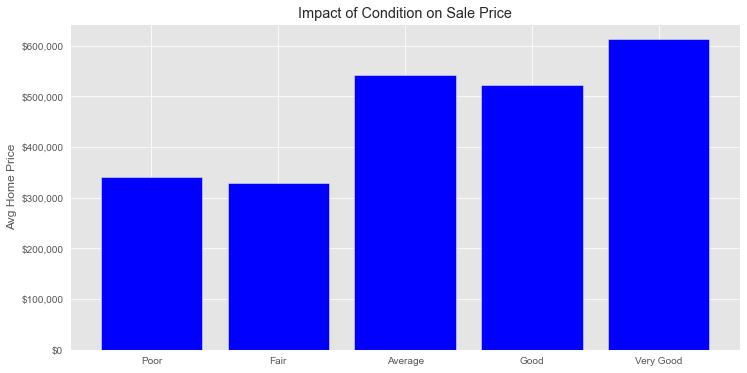 Impact of Condition on Sale Price
Avg Home Price
$600,000
$500,000
$400,000
$300,000
$200,000
$100,000
$0
Poor
Fair
Average
Good
Very Good